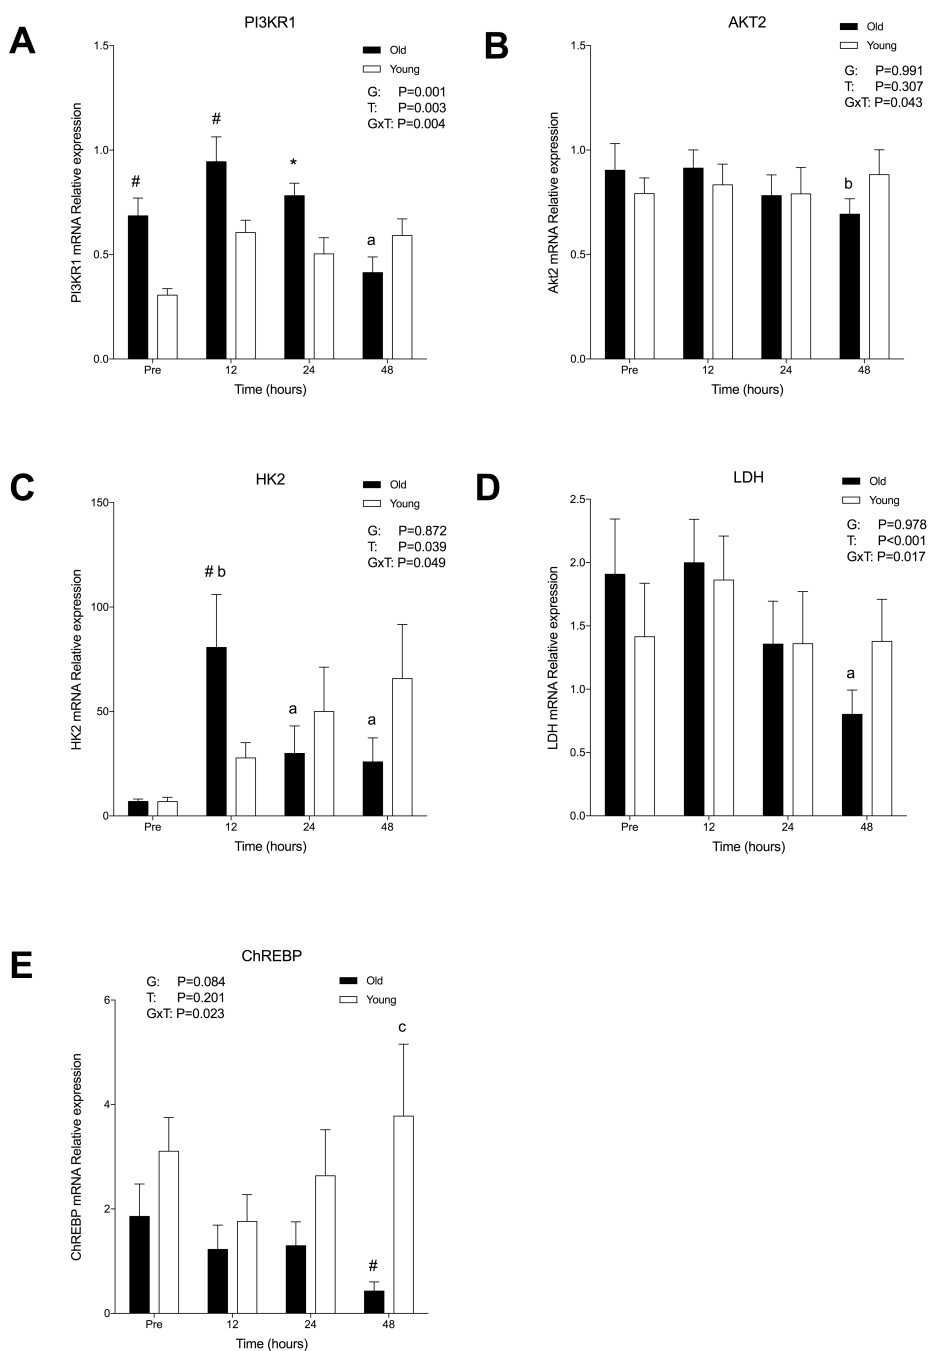 A
PI3KR1
Old
Young
G: P=0.001
T: P=0.003
GxT: P=0.004
PI3KR1 mRNA Relative expression
1.5
1.0
0.5
0.0
#
#
*
a
Pre
12
24
48
Time (hours)
B
AKT2
Old
Young
G: P=0.991
T: P=0.307
GxT: P=0.043
Akt2 mRNA Relative expression
1.5
1.0
0.5
0.0
b
Pre
12
24
48
Time (hours)
C
HK2
Old
Young
G: P=0.872
T: P=0.039
GxT: P=0.049
HK2 mRNA Relative expression
150
100
50
0
# b
a
a
Pre
12
24
48
Time (hours)
D
LDH
Old
Young
G: P=0.978
T: P<0.001
GxT: P=0.017
LDH mRNA Relative expression
2.5
2.0
1.5
1.0
0.5
0.0
a
Pre
12
24
48
Time (hours)
E
ChREBP
G: P=0.084
T: P=0.201
GxT: P=0.023
Old
Young
ChREBP mRNA Relative expression
6
4
2
0
#
c
Pre
12
24
48
Time (hours)